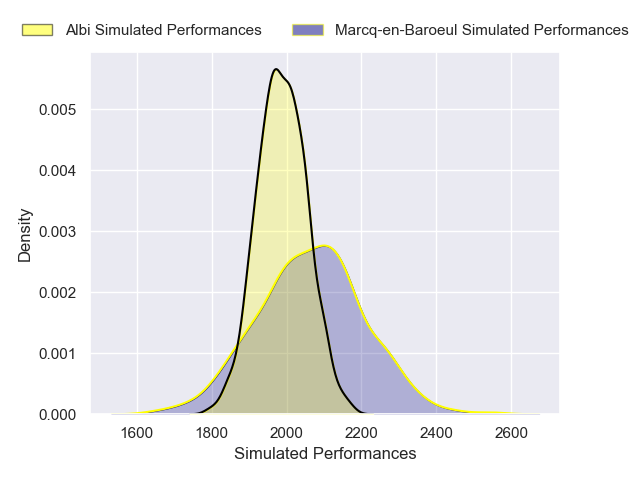 Albi Simulated Performances
Marcq-en-Baroeul Simulated Performances
Density
0.005
0.004
0.003
0.002
0.001
0.000
1600 1800 2000 2200 2400 2600
Simulated Performances